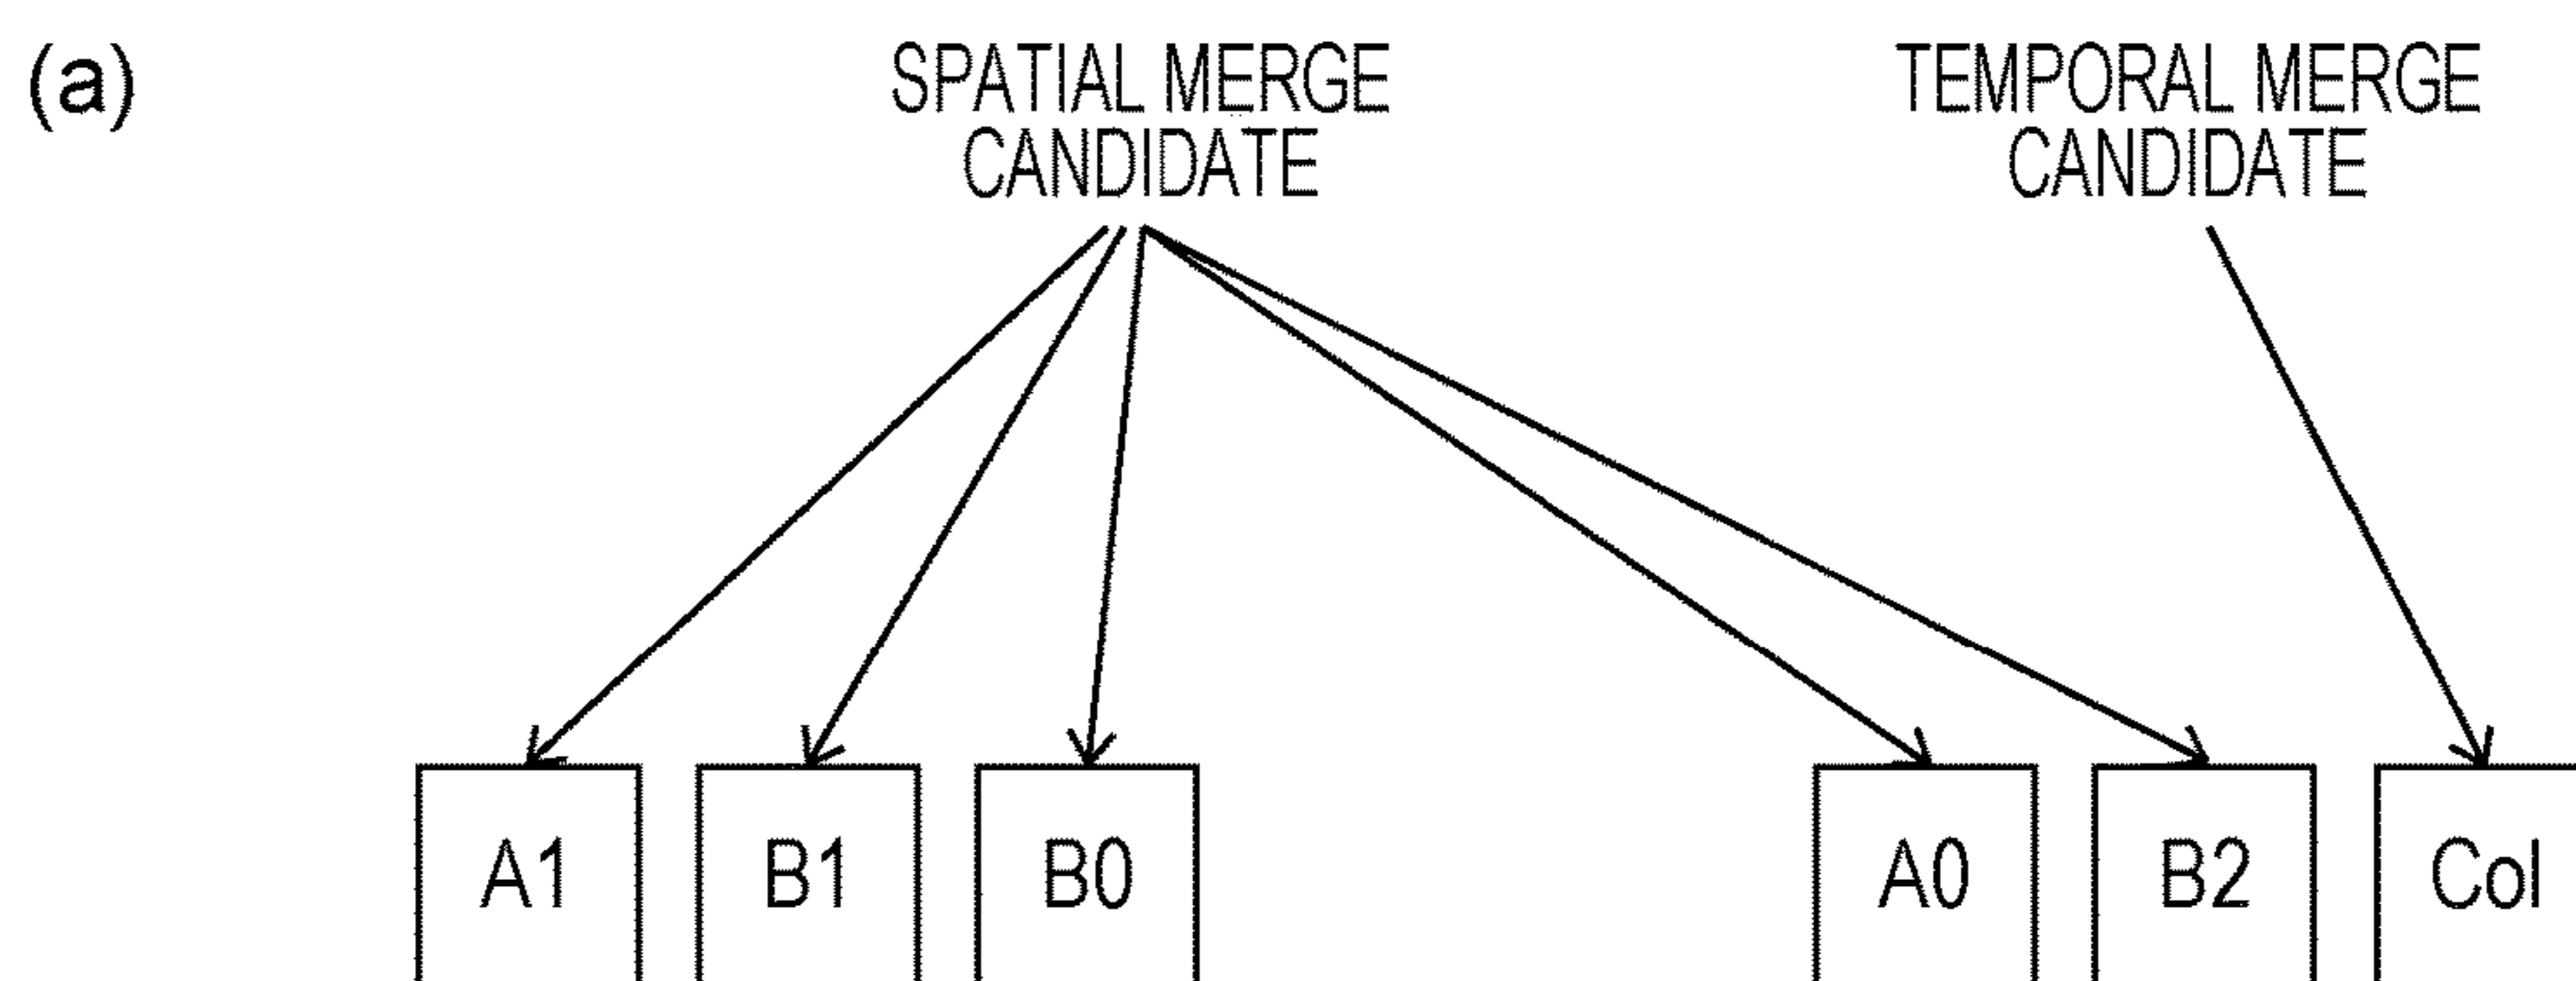 (a)
SPATIAL MERGE
CANDIDATE
TEMPORAL MERGE
CANDIDATE
A1
B1
B0
A0
B2
Col